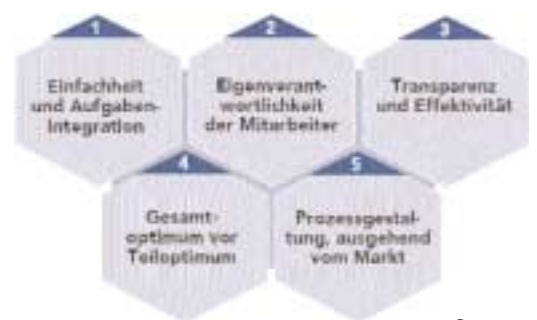 1
Einfachheit
und Aufgaben-
integration
2
Eigenverant-
wortlichkeit
der Mitarbeiter
3
Transparenz
und Effektivität
4
Gesamt-
optimum vor
Teiloptimum
5
Prozessgestal-
tung, ausgehend
vom Markt